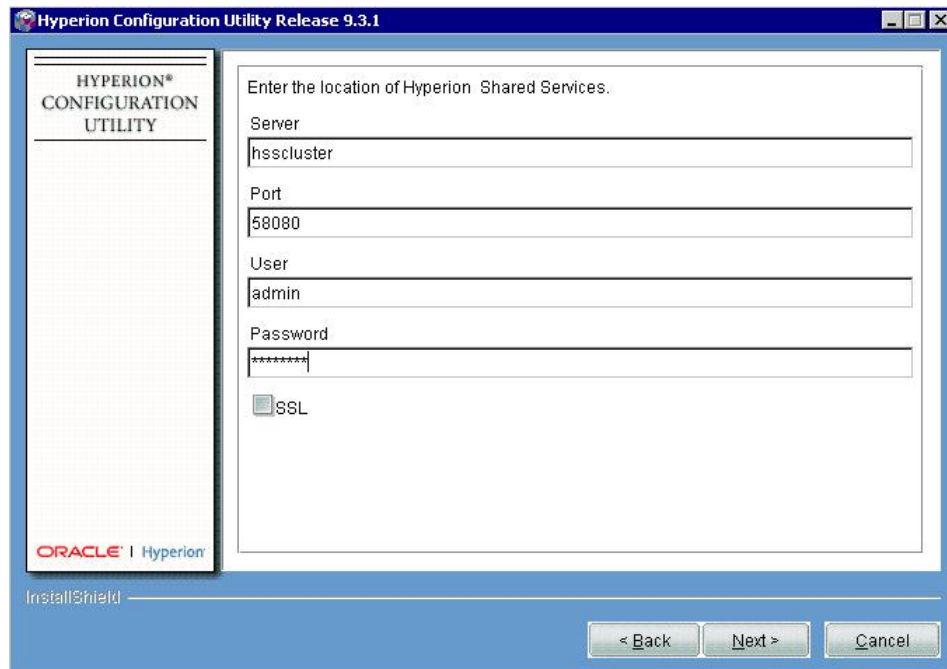 Hyperion Configuration Utility Release 9.3.1
HYPERION®
CONFIGURATION
UTILITY
Enter the location of Hyperion Shared Services.
Server
hsscluster
Port
58080
User
admin
Password
********
SSL
ORACLE' | Hyperion
InstallShield
< Back
Next >
Cancel